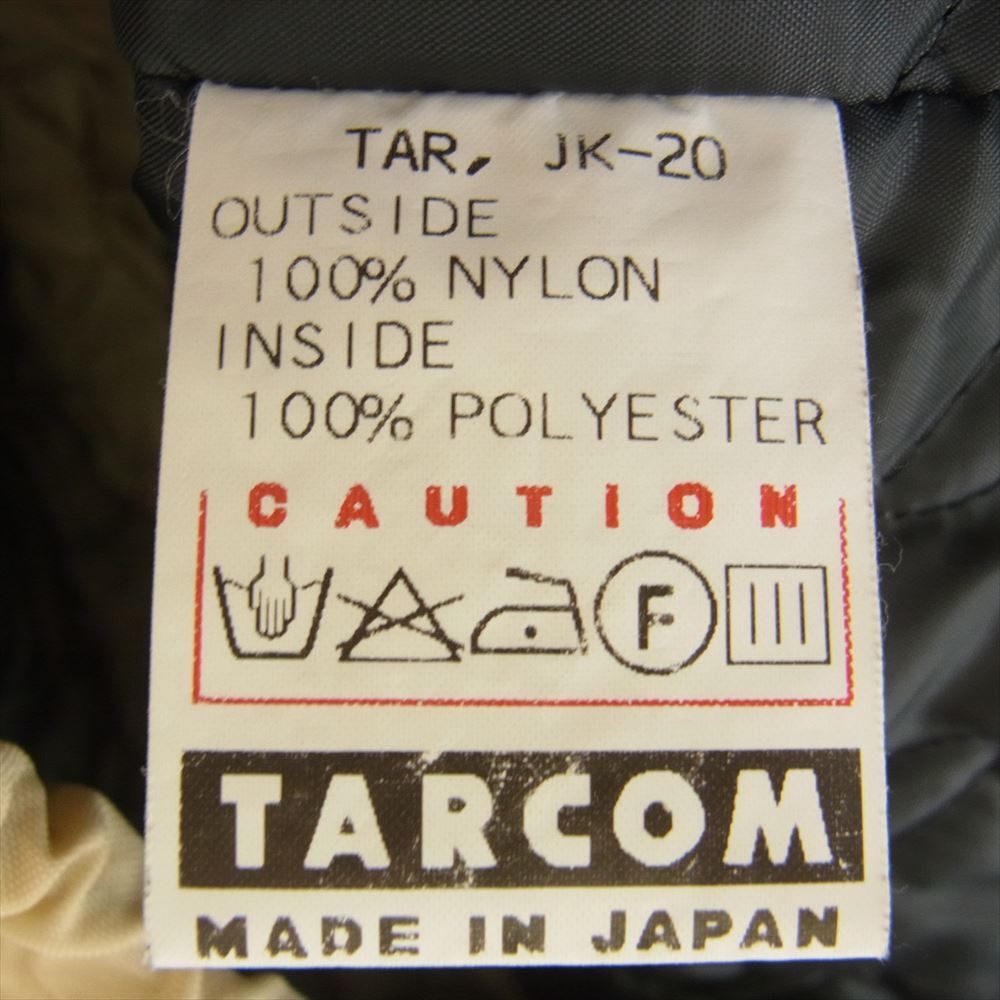 TAR, JK-20
OUTSIDE
100% NYLON
INSIDE
100% POLYESTER
CAUTION
F
TARCOM
MADE IN JAPAN